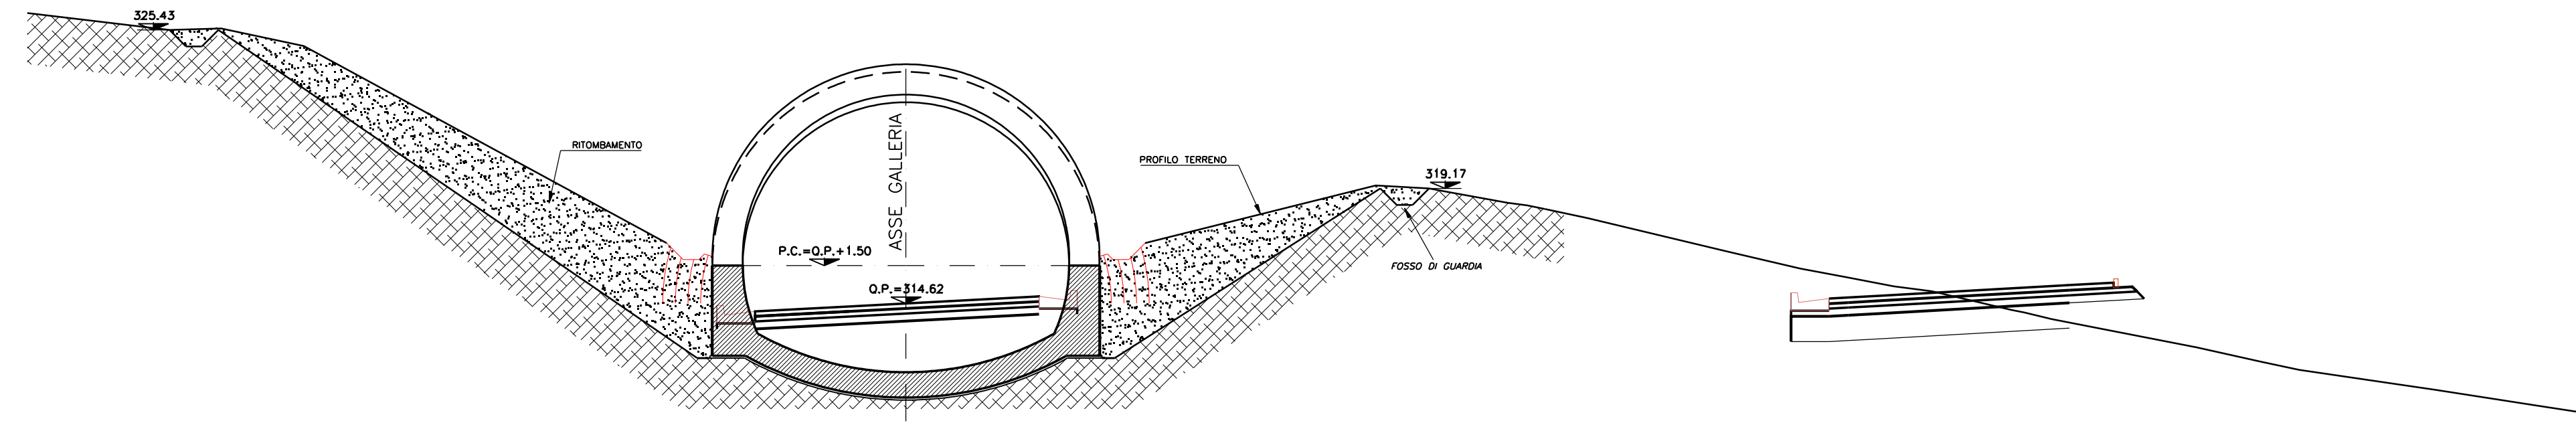 325.43
RITOMBAMENTO
ASSE GALLERIA
PROFILO TERRENO
319.17
P.C.=Q.P.+1.50
FOSSO DI GUARDIA
Q.P.=314.62